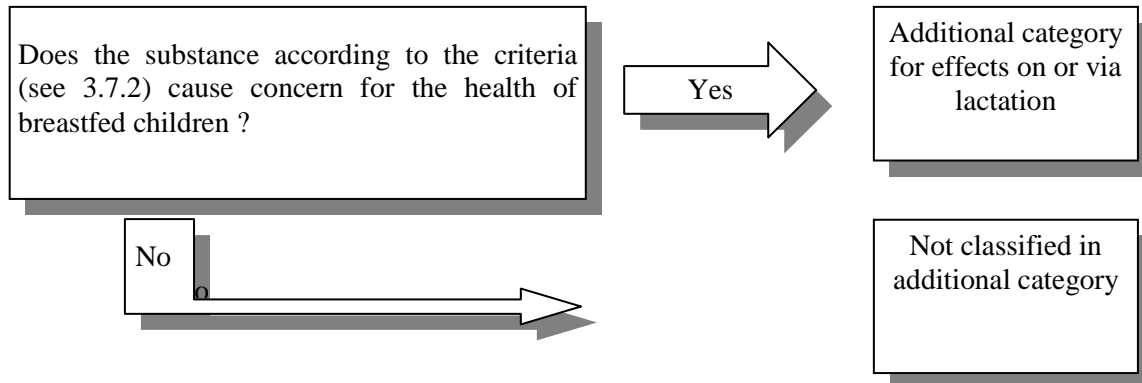 Does the substance according to the criteria
(see 3.7.2) cause concern for the health of
breastfed children ?
Yes
Additional category
for effects on or via
lactation
No
o
Not classified in
additional category